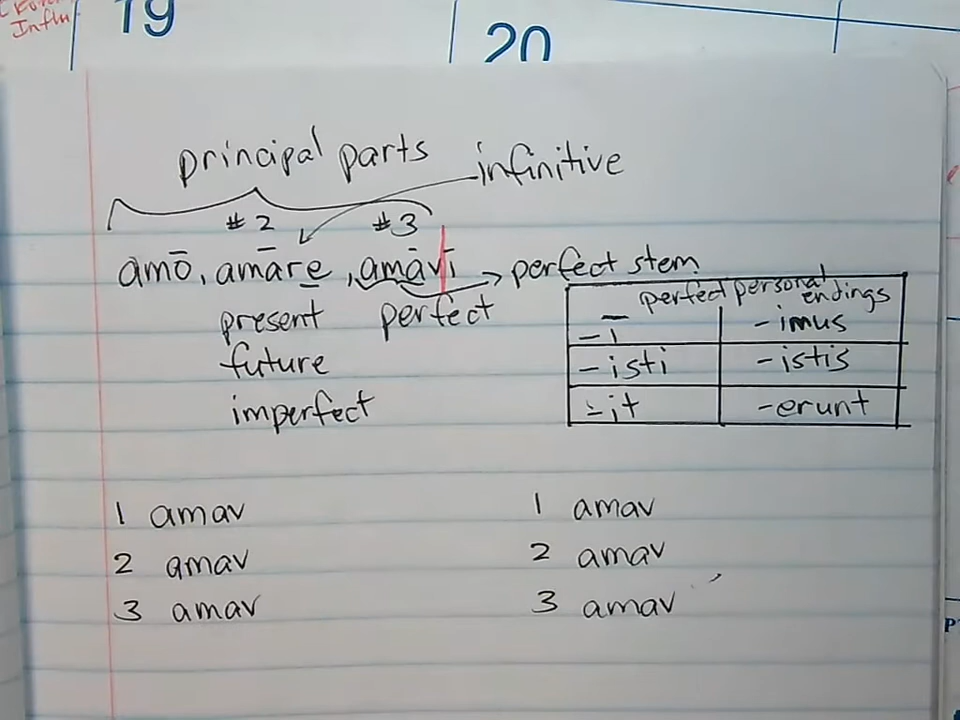 Influ
19
20
principal parts
infinitive
#2 #3
amō, amāre, amāvī
perfect stem
perfect personal endings
-ī -imus
-isti -istis
-it -erunt
present perfect
future
imperfect
1 amav 1 amav
2 amav 2 amav
3 amav 3 amav